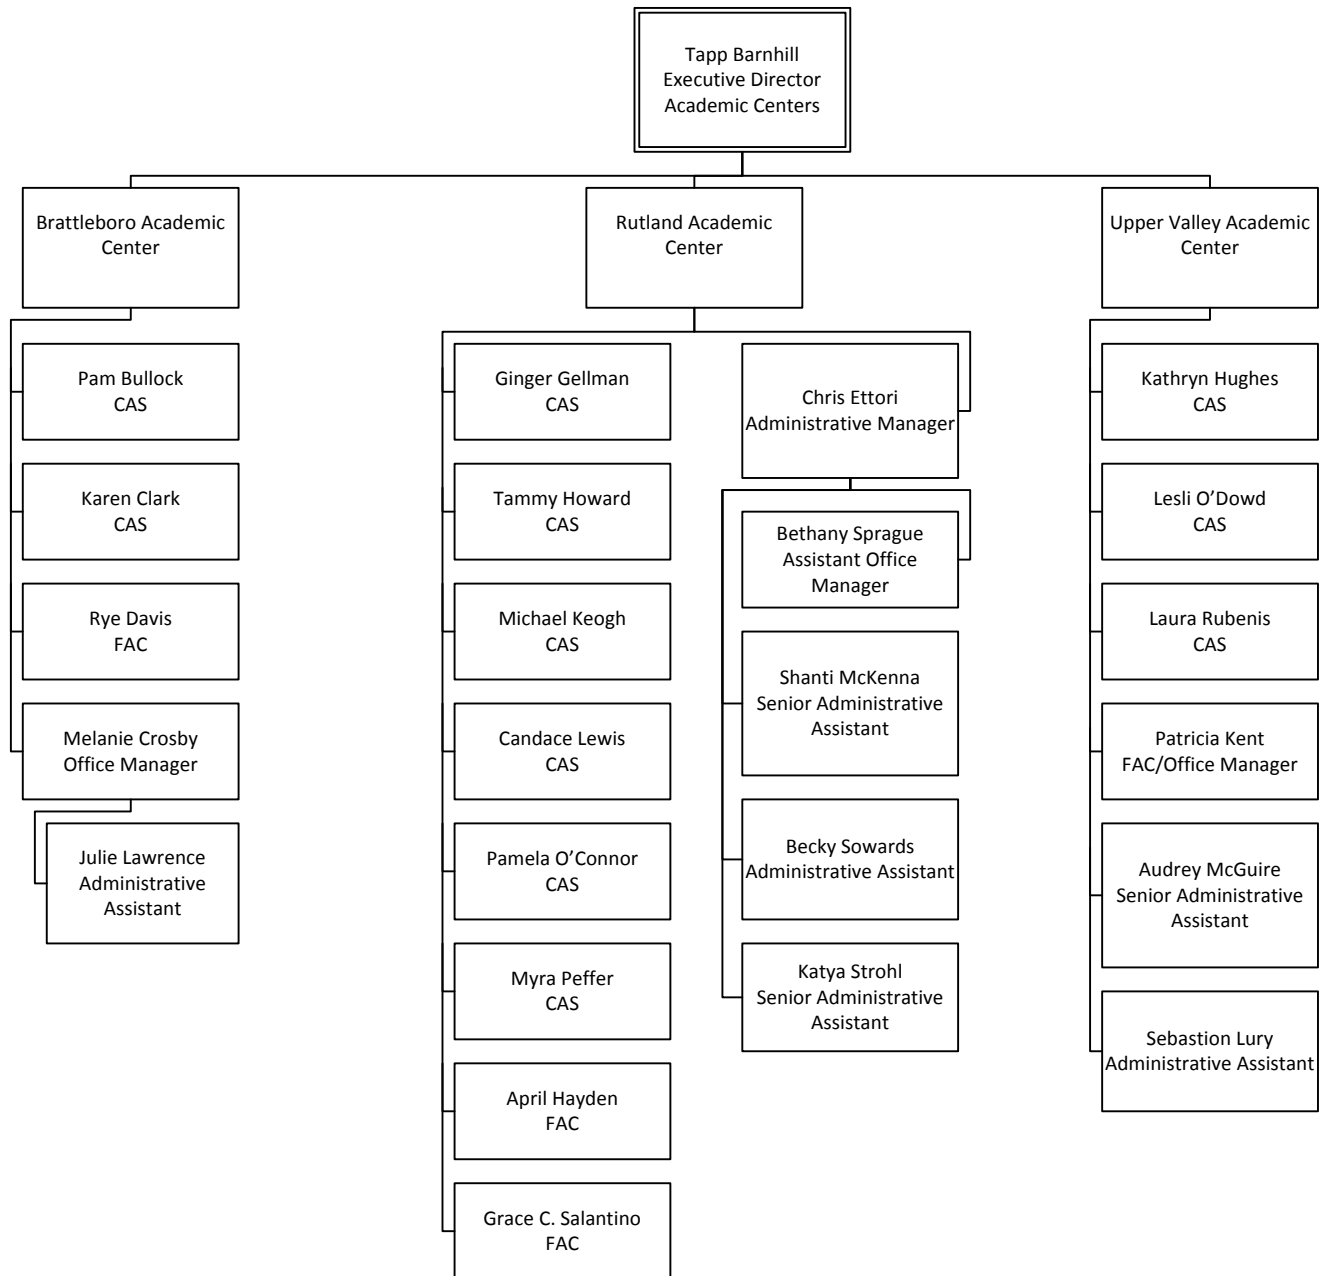 Tapp Barnhill
Executive Director
Academic Centers
Brattleboro Academic
Center
Pam Bullock
CAS
Karen Clark
CAS
Rye Davis
FAC
Melanie Crosby
Office Manager
Julie Lawrence
Administrative
Assistant
Rutland Academic
Center
Ginger Gellman
CAS
Tammy Howard
CAS
Michael Keogh
CAS
Candace Lewis
CAS
Pamela O’Connor
CAS
Myra Peffer
CAS
April Hayden
FAC
Grace C. Salantino
FAC
Chris Ettori
Administrative Manager
Bethany Sprague
Assistant Office
Manager
Shanti McKenna
Senior Administrative
Assistant
Becky Sowards
Administrative Assistant
Katya Strohl
Senior Administrative
Assistant
Upper Valley Academic
Center
Kathryn Hughes
CAS
Lesli O’Dowd
CAS
Laura Rubenis
CAS
Patricia Kent
FAC/Office Manager
Audrey McGuire
Senior Administrative
Assistant
Sebastion Lury
Administrative Assistant